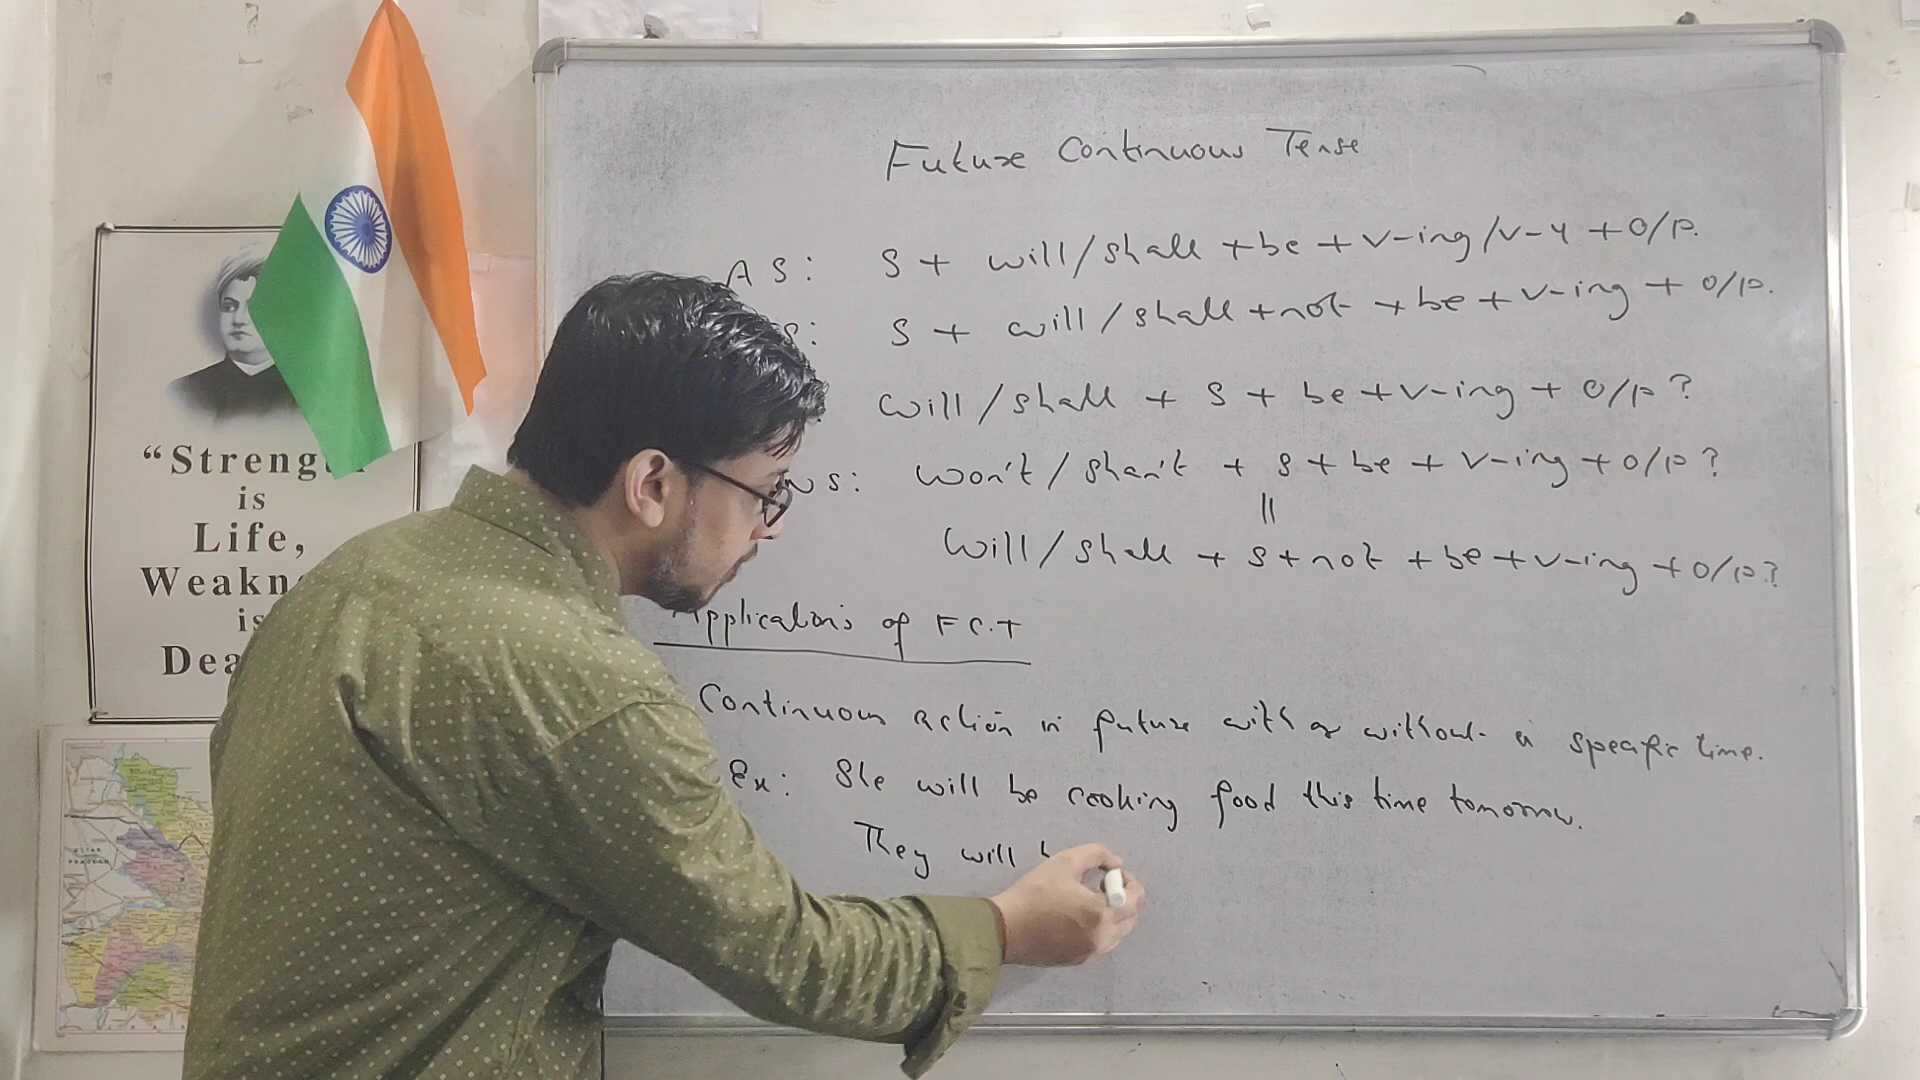 Future Continuous Tense
AS: S + will/shall + be + v-ing/v-4 + O/P.
S: S + will/shall + not + be + v-ing + O/P.
Will/shall + S + be + v-ing + O/P?
NS: Won't/shan't + S + be + v-ing + O/P?
=
Will/shall + S + not + be + v-ing + O/P?
Applications of F.C.T
Continuous action in future with or without a specific time.
Ex: She will be cooking food this time tomorrow.
They will
"Streng
is
Life,
Weakn
is
Dea